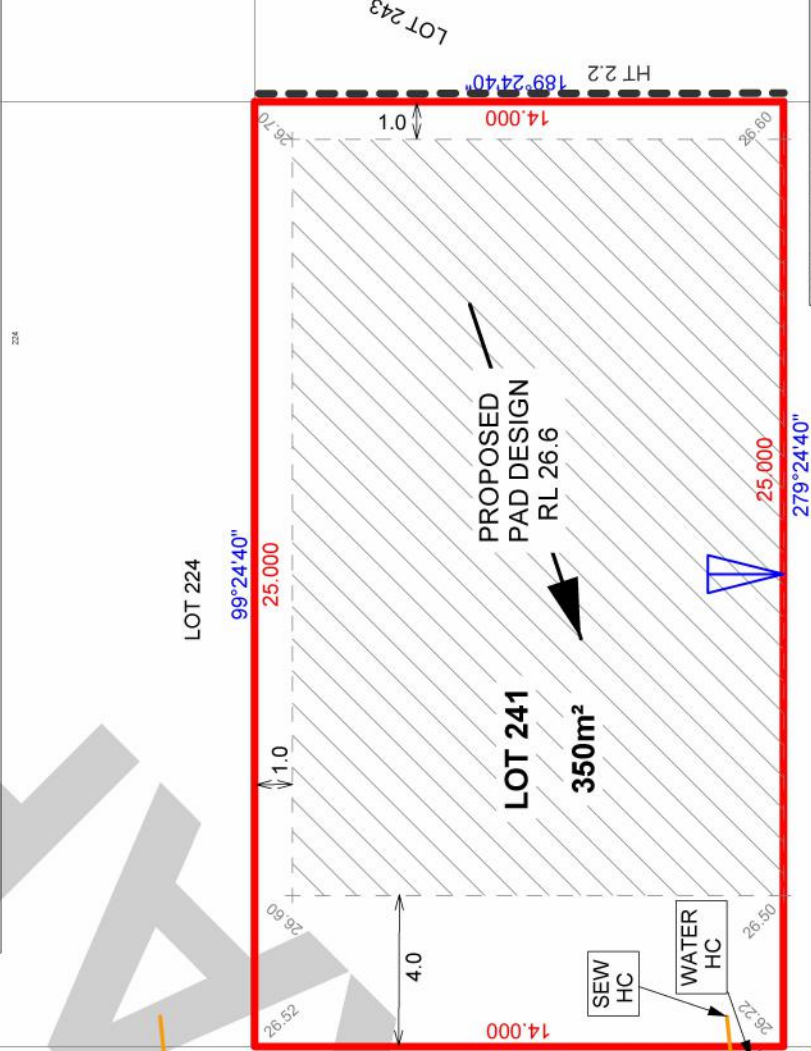 LOT 243
189°24'40"
HT 2.2
14.000
1.0
26.70
26.60
224
PROPOSED
PAD DESIGN
RL 26.6
LOT 224
99°24'40"
25.000
25.000
279°24'40"
LOT 241
350m²
1.0
26.60
26.50
4.0
SEW
HC
WATER
HC
26.52
26.22
14.000